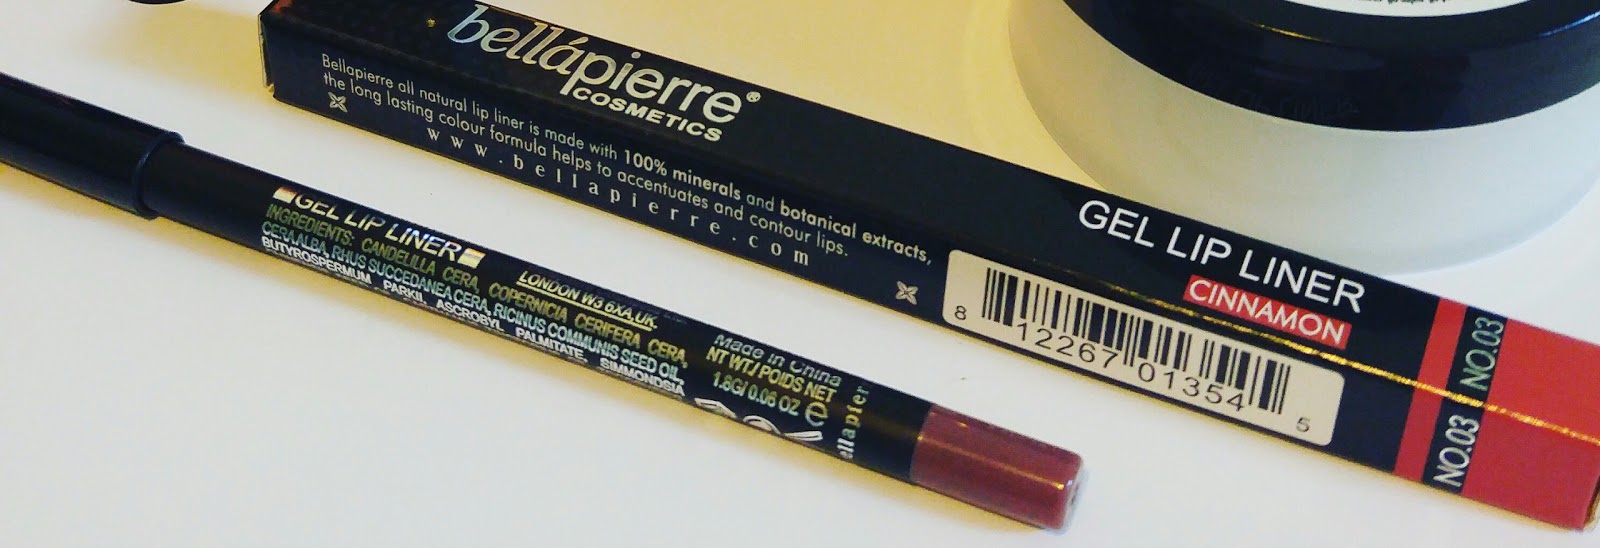 bellápierre®
COSMETICS
Bellapierre all natural lip liner is made with 100% minerals and botanical extracts,
the long lasting colour formula helps to accentuates and contour lips.
www.bellapierre.com
GEL LIP LINER
CINNAMON
8 12267 01354 5
NO.03
NO.03
GEL LIP LINER
INGREDIENTS: CANDELILLA CERA, COPERNICIA CERIFERA CERA,
CERA ALBA, RHUS SUCCEDANEA CERA, RICINUS COMMUNIS SEED OIL,
BUTYROSPERMUM PARKII, ASCROBYL PALMITATE, SIMMONDSIA
LONDON W3 6XA,UK.
Made in China
NT WT./ POIDS NET
1.8G/ 0.06 OZ e
ellapier